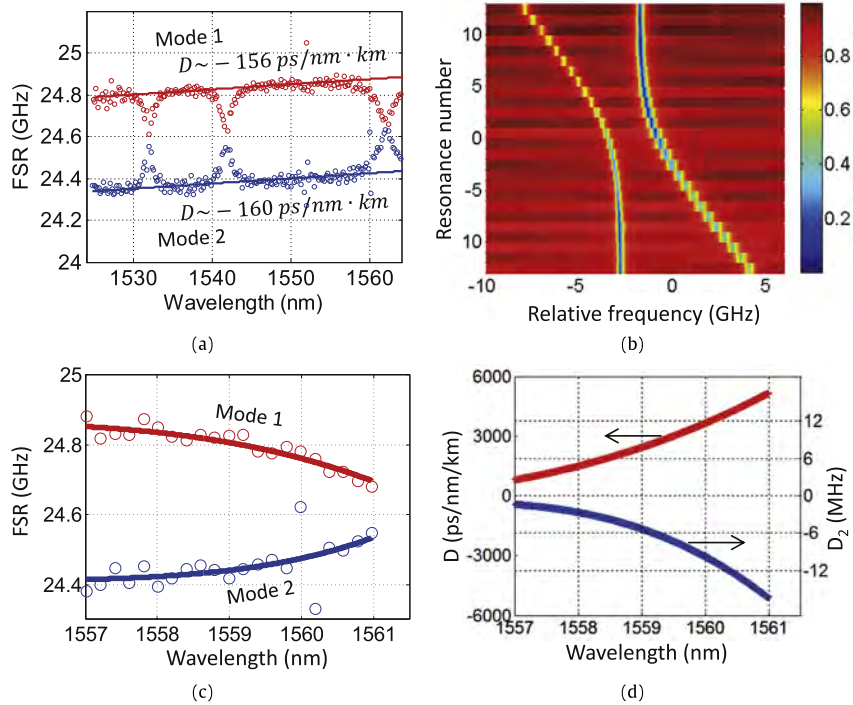 25
24.8
24.6
24.4
24.2
24
FSR (GHz)
Mode 1
D~− 156 ps/nm · km
D~− 160 ps/nm · km
Mode 2
1530 1540 1550 1560
Wavelength (nm)
(a)
10
5
0
-5
10
Resonance number
-10 -5 0 5
Relative frequency (GHz)
0.8
0.6
0.4
0.2
(b)
25
24.8
24.6
24.4
FSR (GHz)
Mode 1
Mode 2
1557 1558 1559 1560 1561
Wavelength (nm)
(c)
6000
3000
0
-3000
-6000
D (ps/nm/km)
12
6
0
-6
-12
D2 (MHz)
1557 1558 1559 1560 1561
Wavelength (nm)
(d)